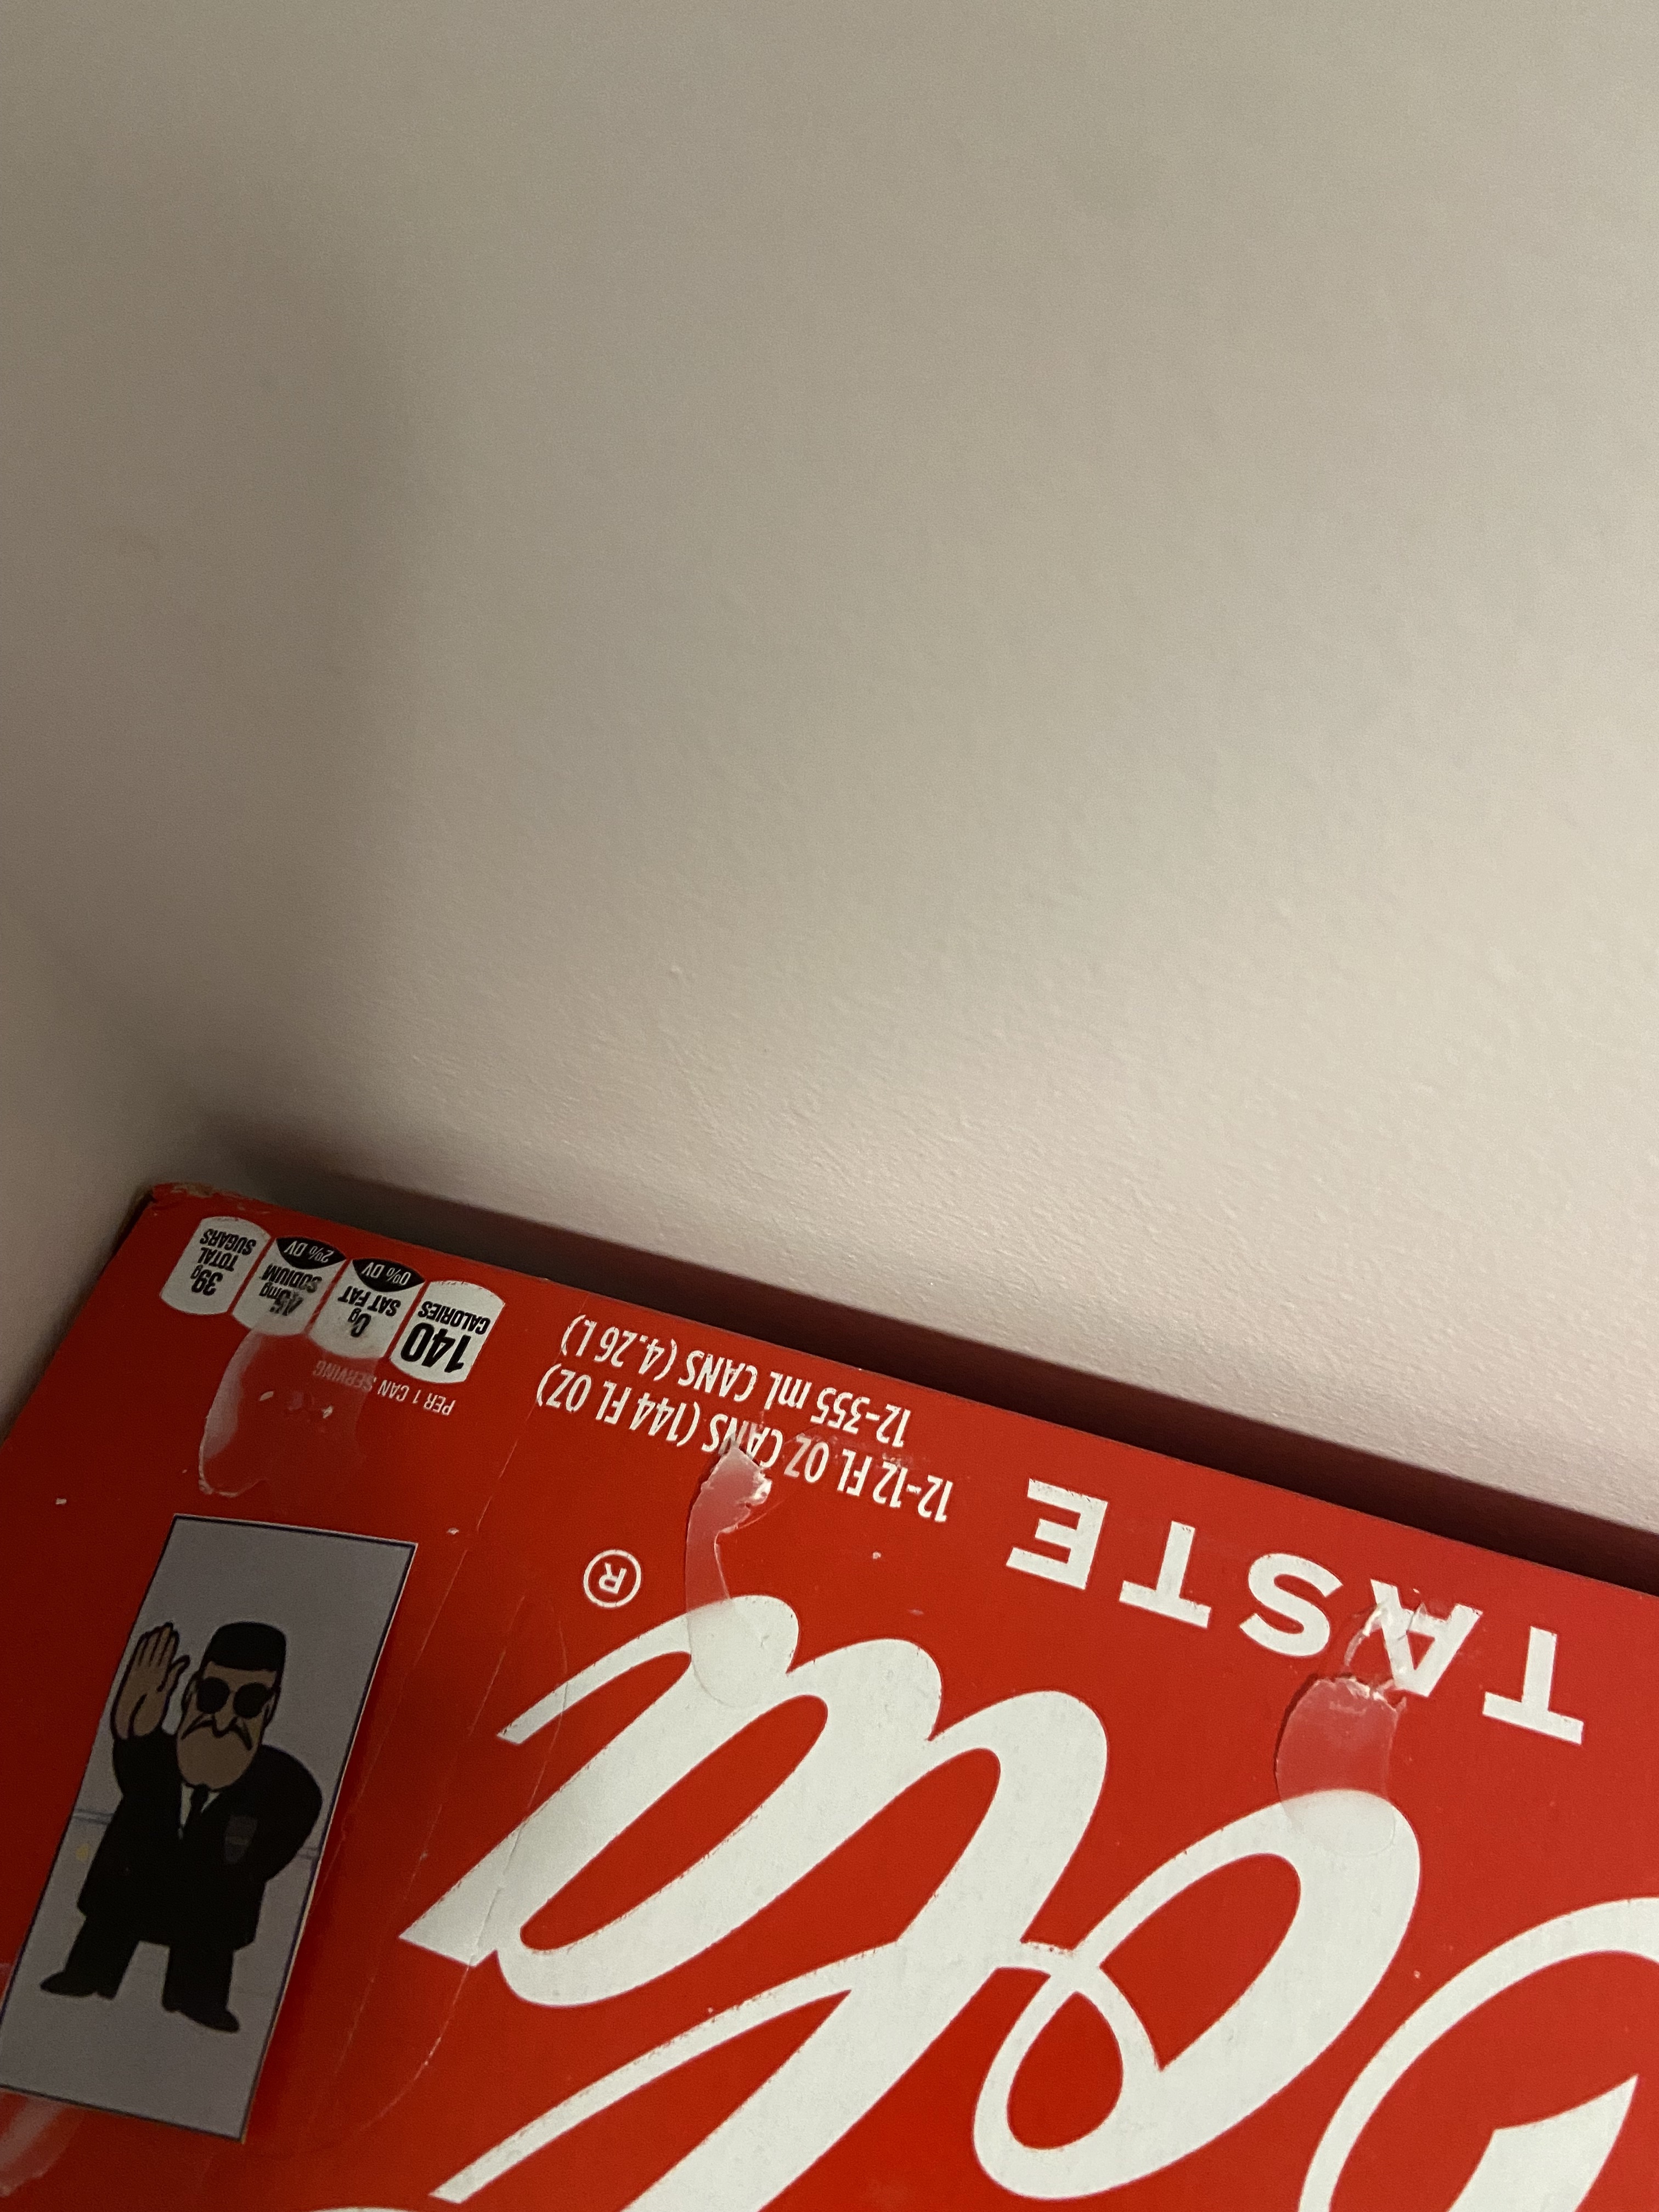 Cola®
TASTE
12-12 FL OZ CANS (144 FL OZ)
12-355 mL CANS (4.26 L)
PER 1 CAN SERVING
140
CALORIES
0g
SAT FAT
0% DV
45mg
SODIUM
2% DV
39g
TOTAL
SUGARS